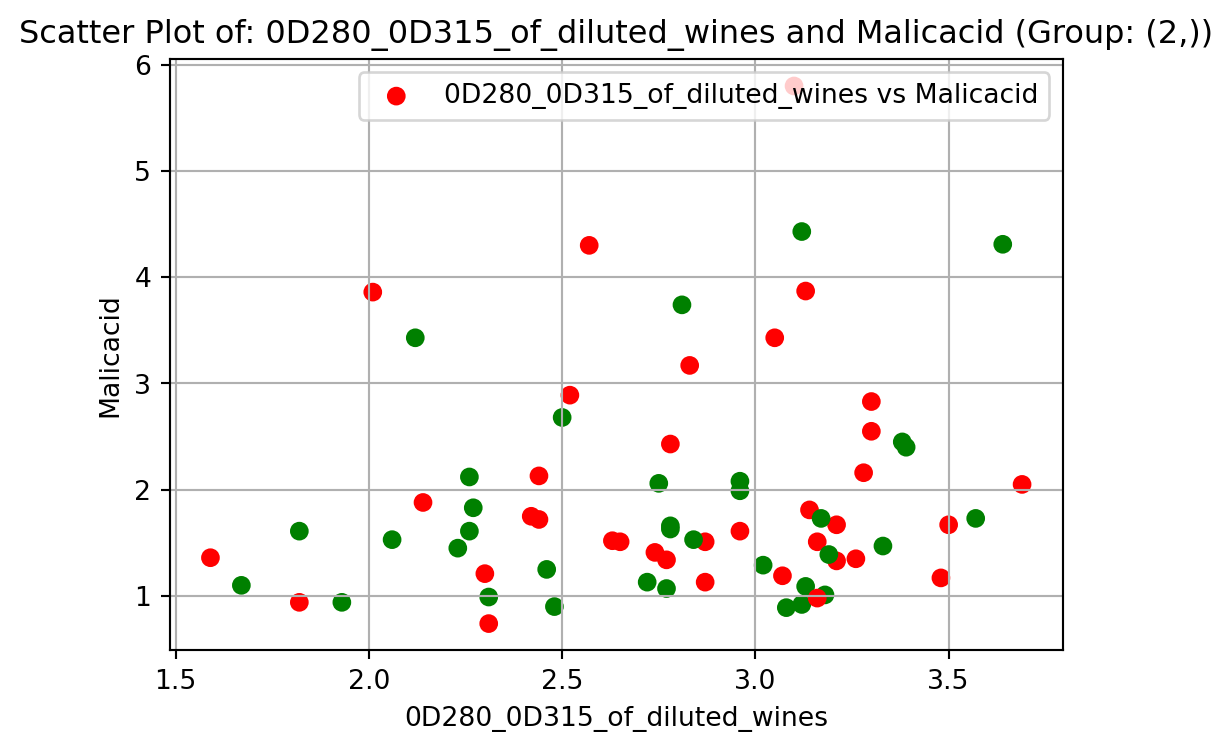 Scatter Plot of: 0D280_0D315_of_diluted_wines and Malicacid (Group: (2,))
6
0D280_0D315_of_diluted_wines vs Malicacid
5
4
3
2
1
Malicacid
1.5 2.0 2.5 3.0 3.5
0D280_0D315_of_diluted_wines